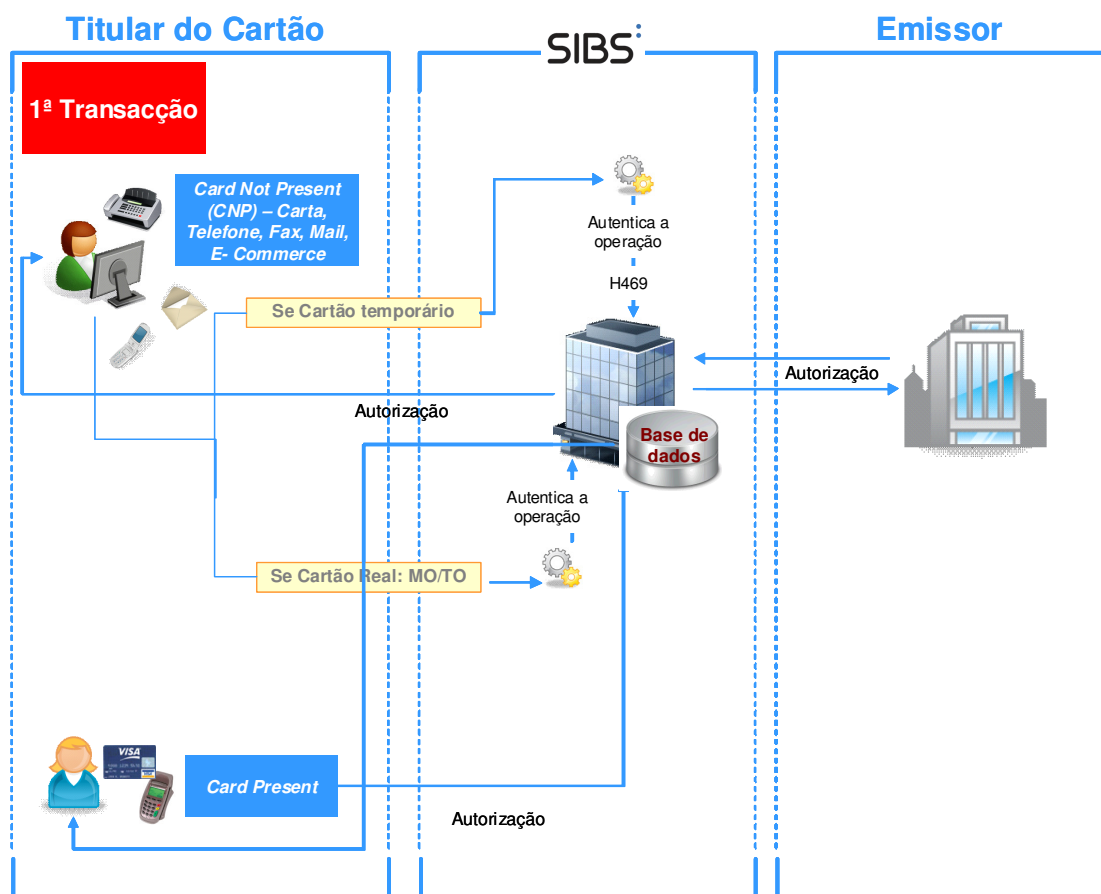 Titular do Cartão
SIBS
Emissor
1ª Transacção
Card Not Present
(CNP) – Carta,
Telefone, Fax, Mail,
E- Commerce
Autentica a
operação
H469
Se Cartão temporário
Autorização
Autorização
Base de
dados
Autentica a
operação
Se Cartão Real: MO/TO
VISA
Card Present
Autorização